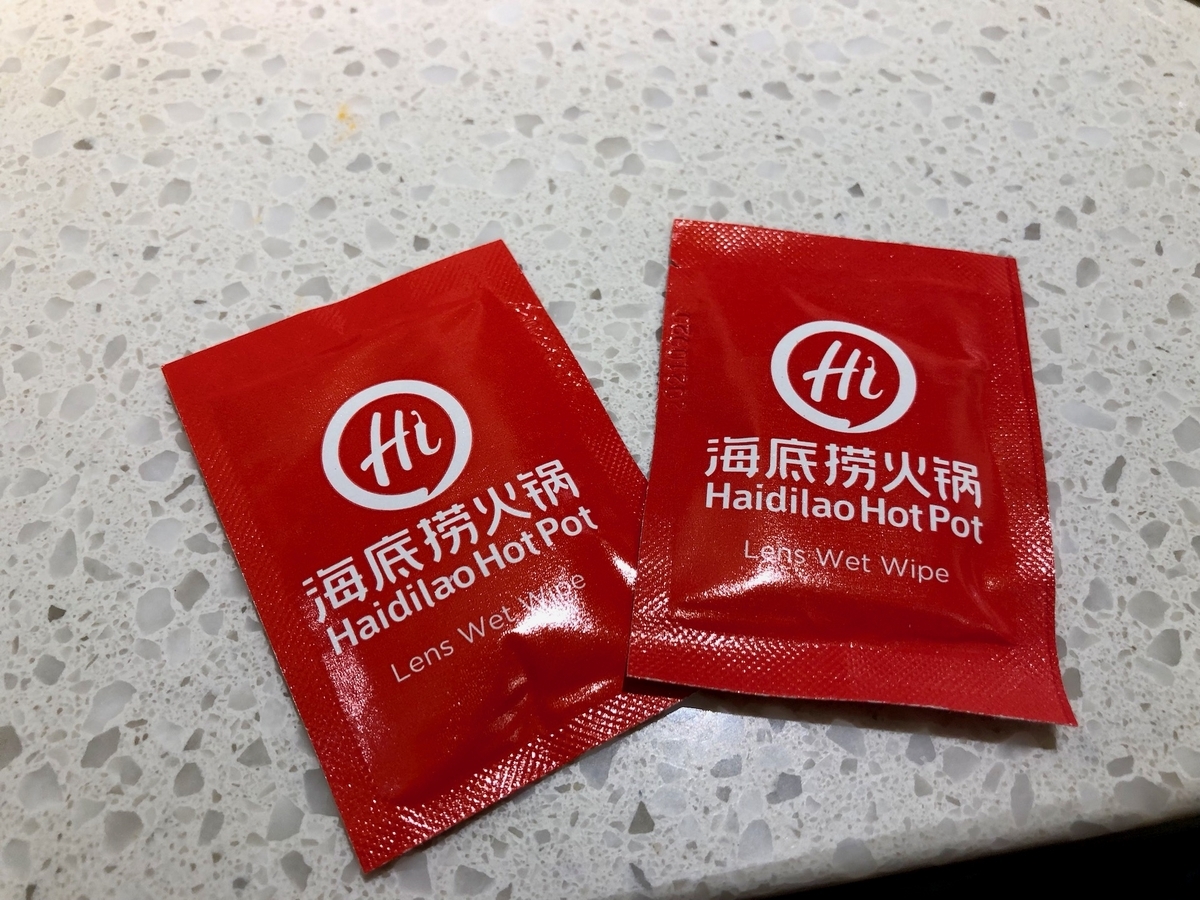 Hi
海底捞火锅
Haidilao Hot Pot
Lens Wet Wipe
Hi
海底捞火锅
Haidilao Hot Pot
Lens Wet Wipe